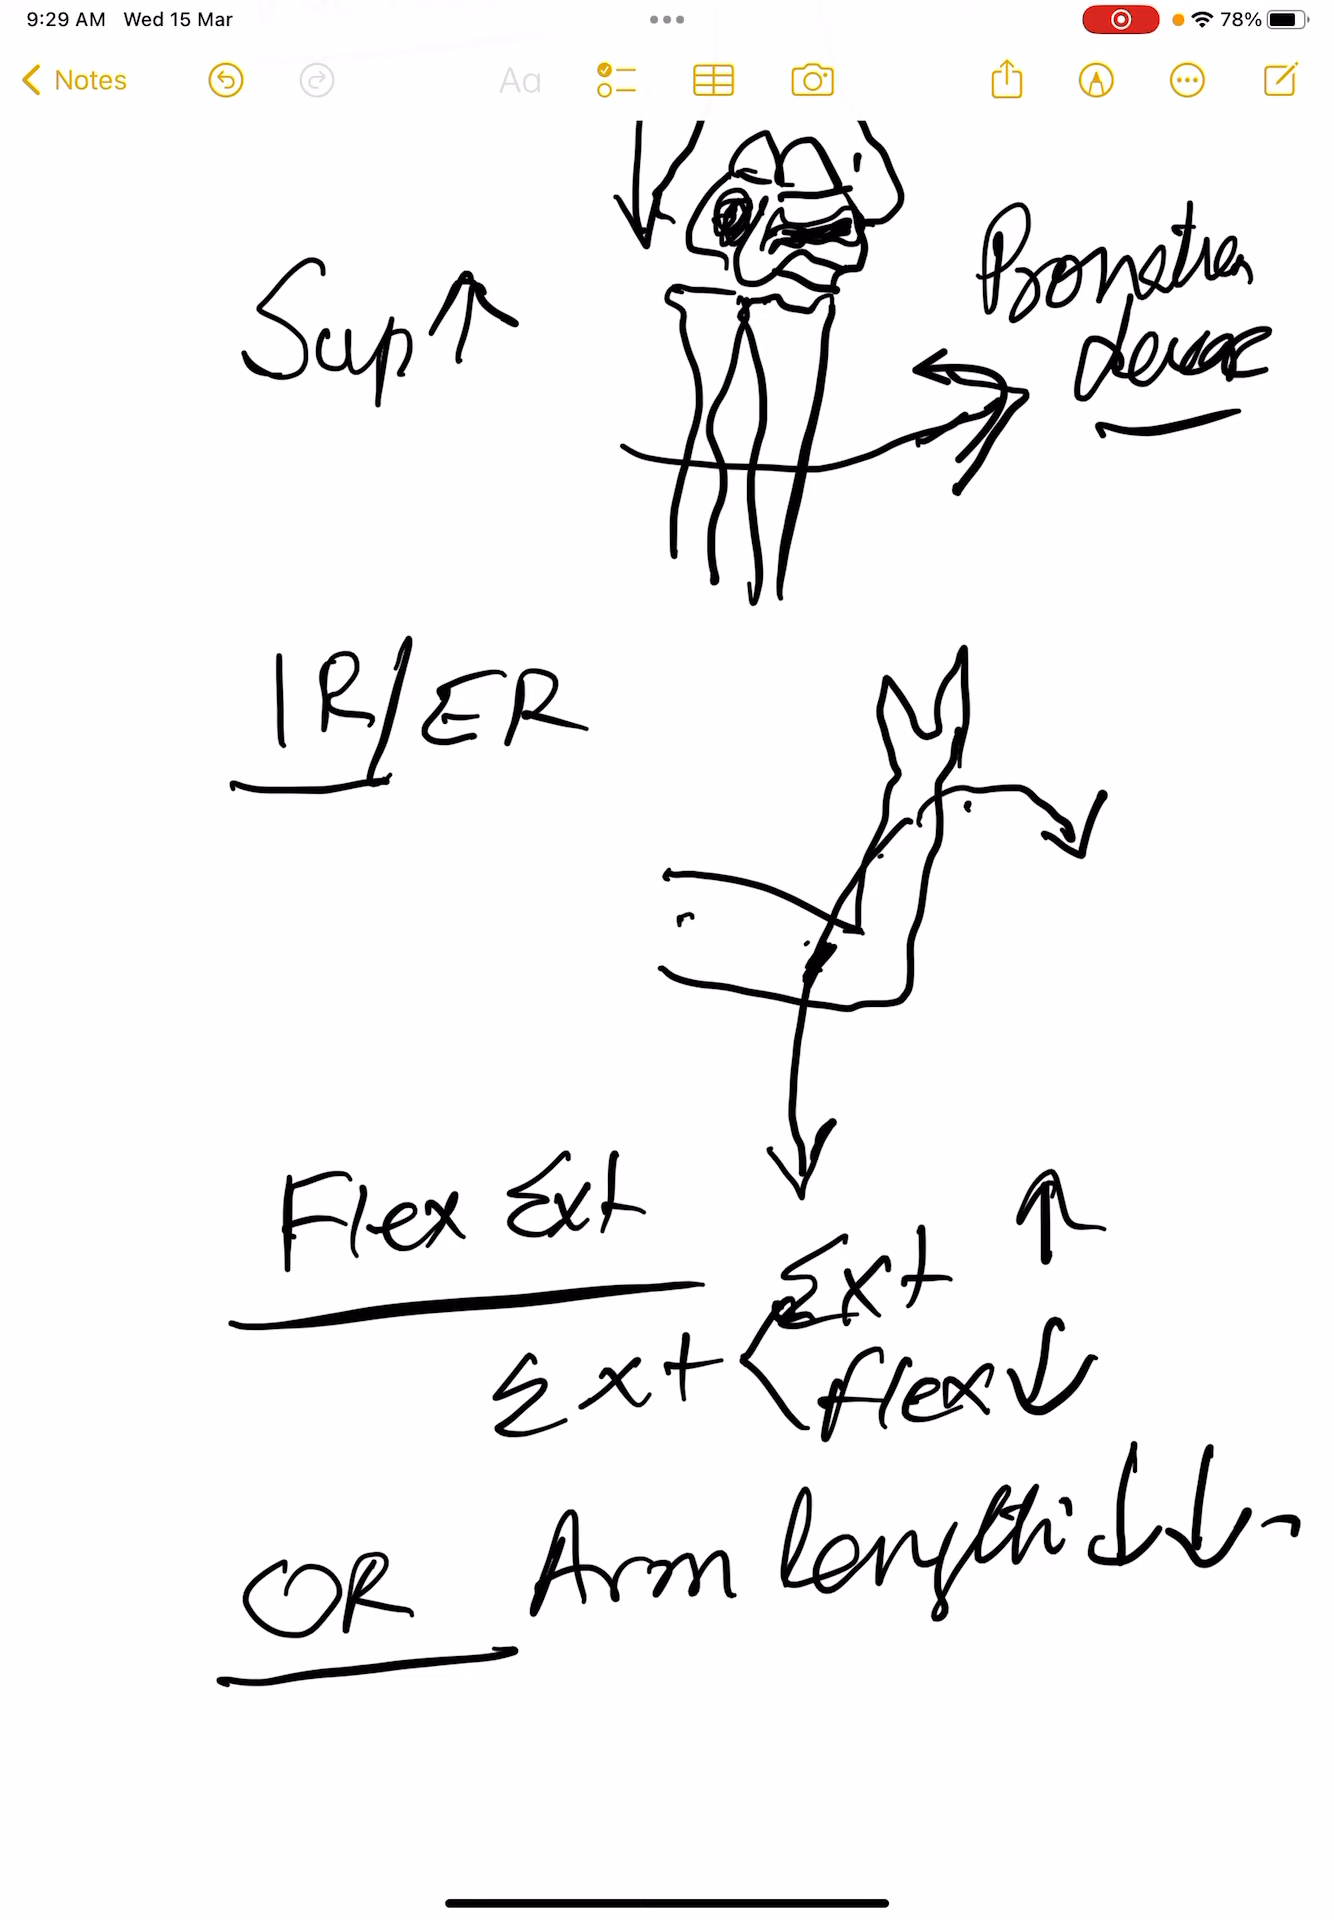 9:29 AM Wed 15 Mar
78%
Notes
Aa
Sup ↑
IR/ER
Flex Ext
Ext ↑
Ext
flex ↓
OR Arm length ↓↓